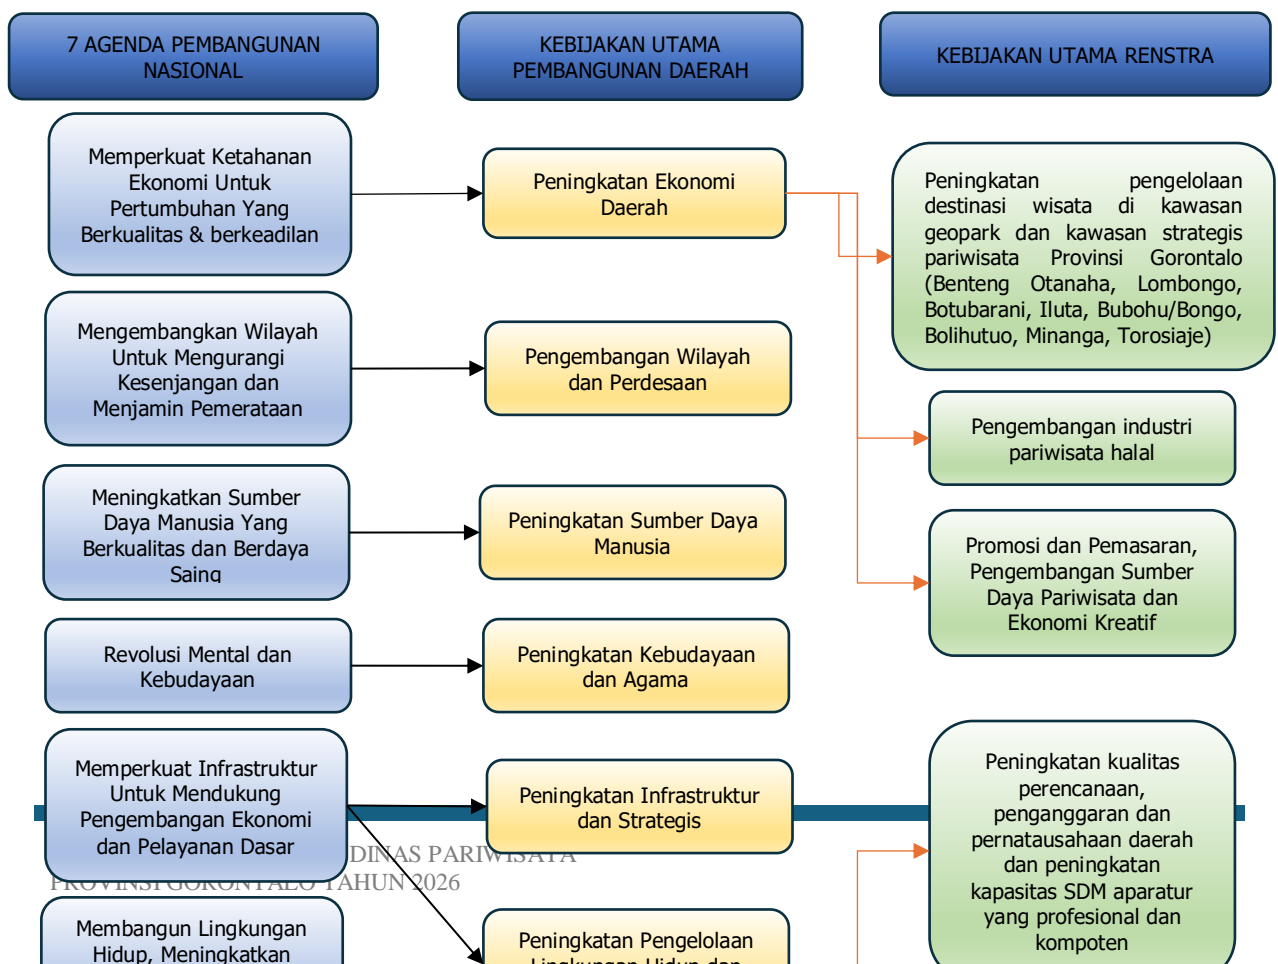 7 AGENDA PEMBANGUNAN
NASIONAL
KEBIJAKAN UTAMA
PEMBANGUNAN DAERAH
KEBIJAKAN UTAMA RENSTRA
Memperkuat Ketahanan
Ekonomi Untuk
Pertumbuhan Yang
Berkualitas & berkeadilan
Peningkatan Ekonomi
Daerah
Peningkatan pengelolaan
destinasi wisata di kawasan
geopark dan kawasan strategis
pariwisata Provinsi Gorontalo
(Benteng Otanaha, Lombongo,
Botubarani, Iluta, Bubohu/Bongo,
Bolihutuo, Minanga, Torosiaje)
Mengembangkan Wilayah
Untuk Mengurangi
Kesenjangan dan
Menjamin Pemerataan
Pengembangan Wilayah
dan Perdesaan
Pengembangan industri
pariwisata halal
Meningkatkan Sumber
Daya Manusia Yang
Berkualitas dan Berdaya
Saing
Peningkatan Sumber Daya
Manusia
Promosi dan Pemasaran,
Pengembangan Sumber
Daya Pariwisata dan
Ekonomi Kreatif
Revolusi Mental dan
Kebudayaan
Peningkatan Kebudayaan
dan Agama
Memperkuat Infrastruktur
Untuk Mendukung
Pengembangan Ekonomi
dan Pelayanan Dasar
Peningkatan Infrastruktur
dan Strategis
Peningkatan kualitas
perencanaan,
penganggaran dan
pernatausahaan daerah
dan peningkatan
kapasitas SDM aparatur
yang profesional dan
kompoten
DINAS PARIWISATA
PROVINSI GORONTALO TAHUN 2026
Membangun Lingkungan
Hidup, Meningkatkan
Peningkatan Pengelolaan
Lingkungan Hidup dan